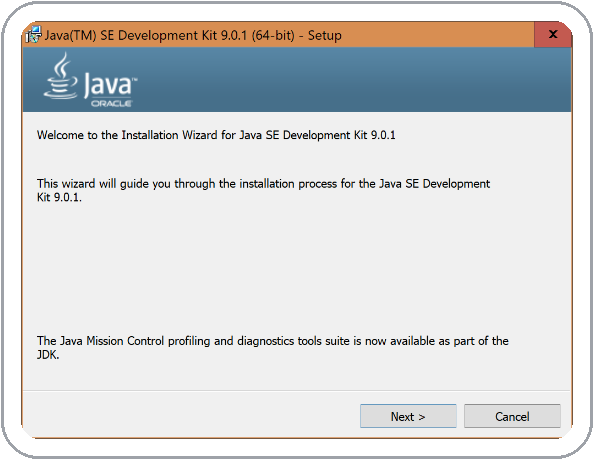 Java(TM) SE Development Kit 9.0.1 (64-bit) - Setup
x
Java™
ORACLE
Welcome to the Installation Wizard for Java SE Development Kit 9.0.1
This wizard will guide you through the installation process for the Java SE Development
Kit 9.0.1.
The Java Mission Control profiling and diagnostics tools suite is now available as part of the
JDK.
Next >
Cancel